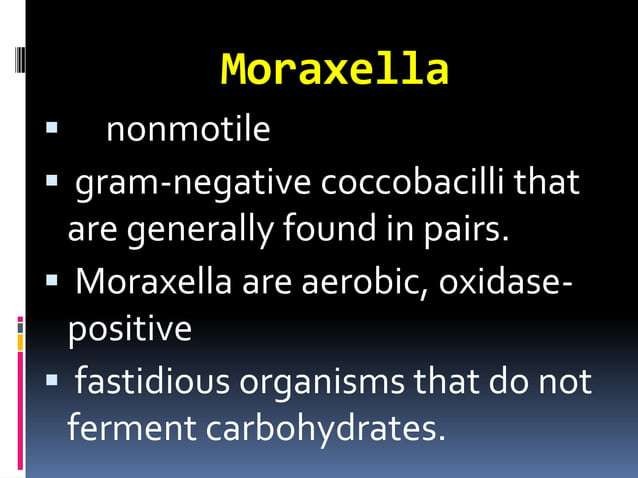 Moraxella
▪ nonmotile
▪ gram-negative coccobacilli that
are generally found in pairs.
▪ Moraxella are aerobic, oxidase-
positive
▪ fastidious organisms that do not
ferment carbohydrates.